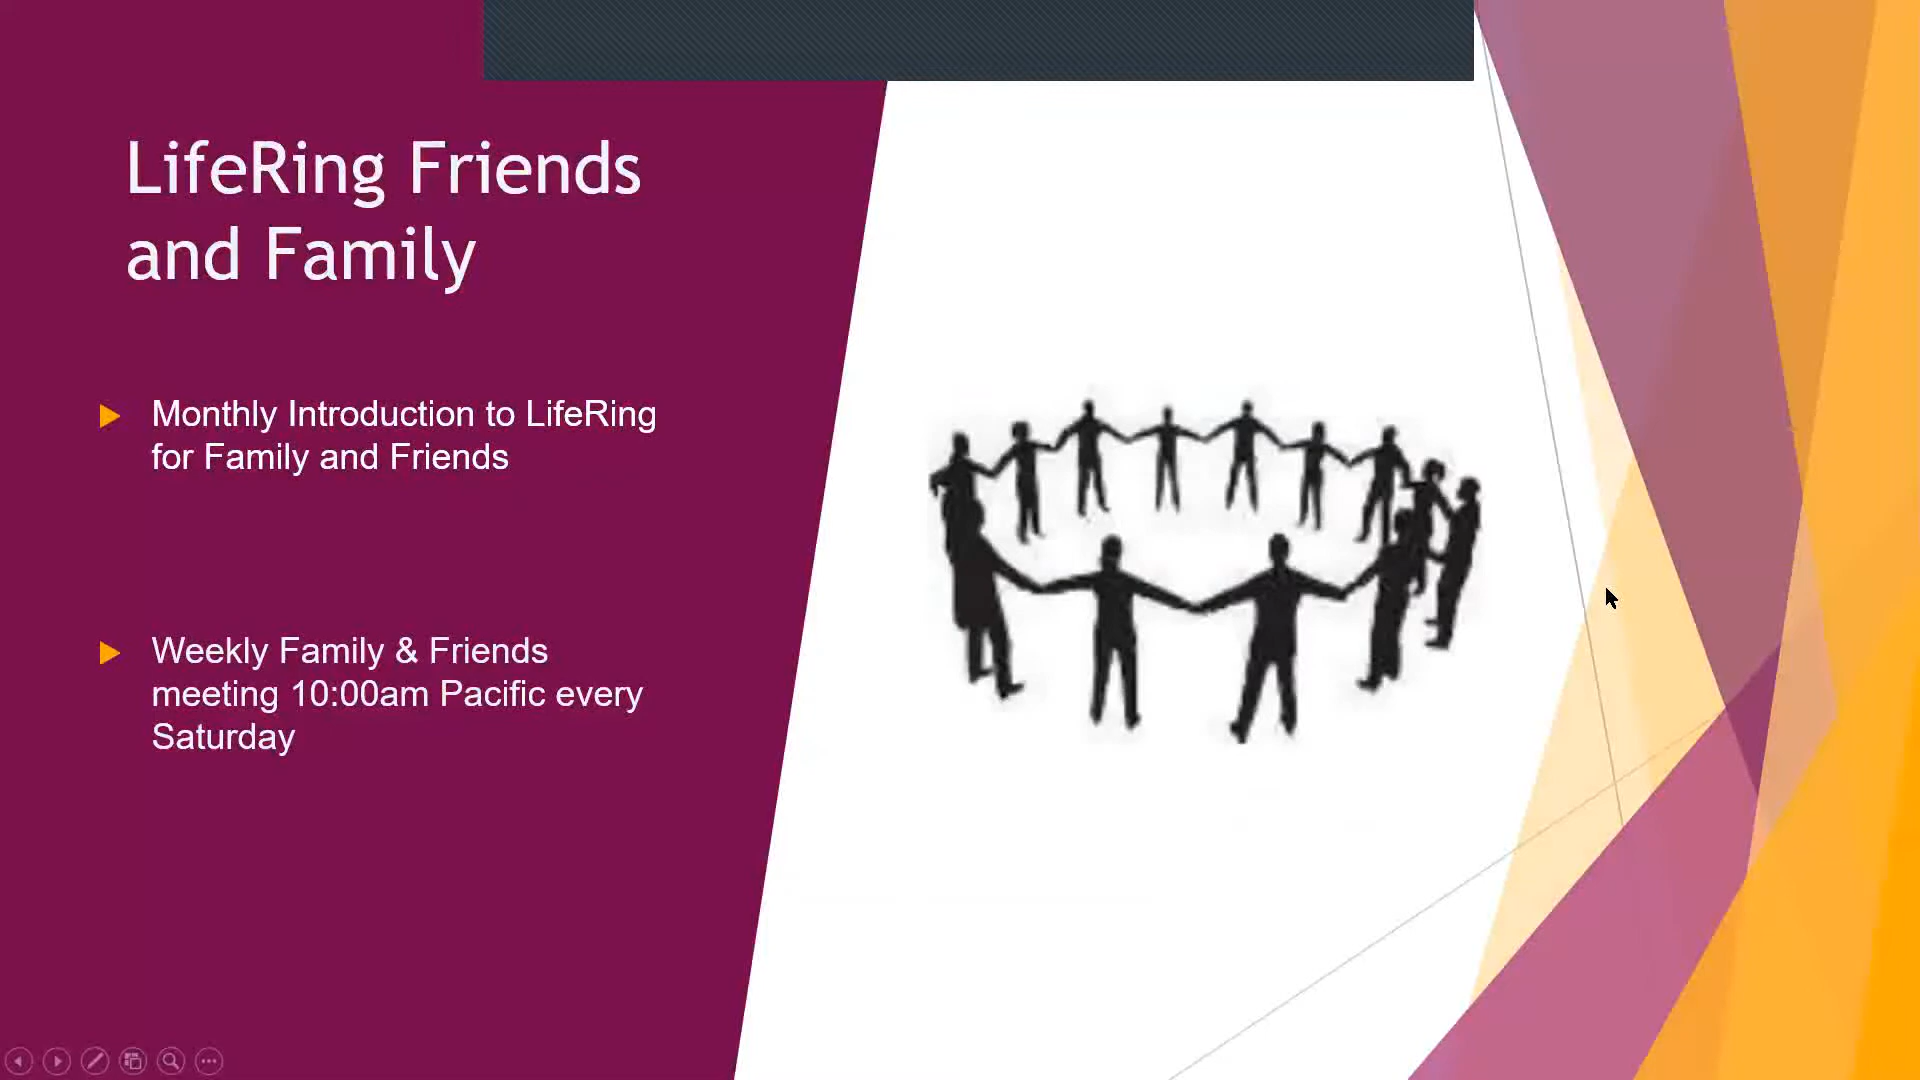 LifeRing Friends
and Family
Monthly Introduction to LifeRing
for Family and Friends
Weekly Family & Friends
meeting 10:00am Pacific every
Saturday